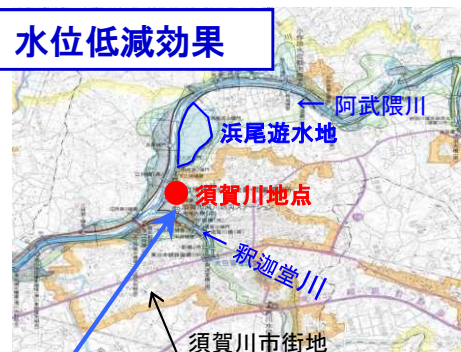 水位低減効果
← 阿武隈川
浜尾遊水地
須賀川地点
← 釈迦堂川
須賀川市街地